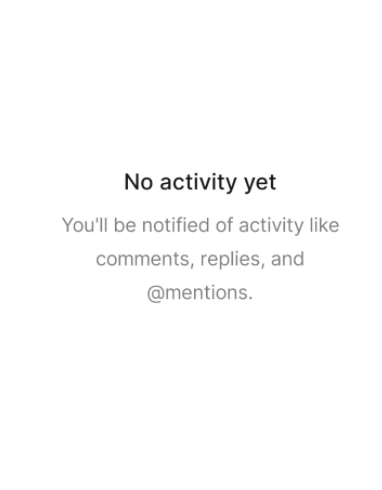 No activity yet
You'll be notified of activity like
comments, replies, and
@mentions.